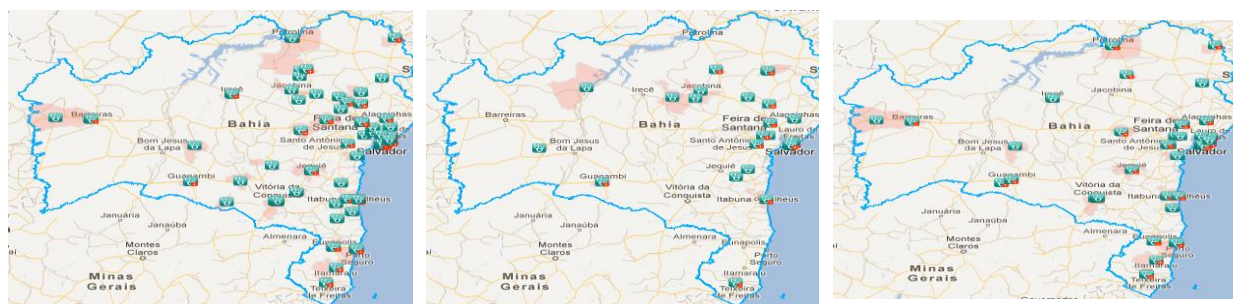 Petrolina
Irecê
Jacobina
Barreiras
Bahia
Feira de
Santana
Alagoinhas
Bom Jesus
da Lapa
Santo Antônio
de Jesus
Salvador
Jequié
Guanambi
Vitória da
Conquista
Itabuna
Ilhéus
Januária
Janaúba
Almenara
Montes
Claros
Eunápolis
Porto
Seguro
Itamaraju
Minas
Gerais
Teixeira
de Freitas
Petrolina
Irecê
Jacobina
Barreiras
Bahia
Feira de
Santana
Alagoinhas
Lauro de
Freitas
Bom Jesus
da Lapa
Santo Antônio
de Jesus
Salvador
Jequié
Guanambi
Vitória da
Conquista
Itabuna
Ilhéus
Januária
Janaúba
Almenara
Montes
Claros
Eunápolis
Porto
Seguro
Itamaraju
Minas
Gerais
Teixeira
de Freitas
Petrolina
Irecê
Jacobina
Barreiras
Bahia
Feira de
Santana
Alagoinhas
Lauro de
Freitas
Bom Jesus
da Lapa
Santo Antônio
de Jesus
Salvador
Jequié
Guanambi
Vitória da
Conquista
Itabuna
Ilhéus
Januária
Janaúba
Almenara
Montes
Claros
Eunápolis
Porto
Seguro
Itamaraju
Minas
Gerais
Teixeira
de Freitas